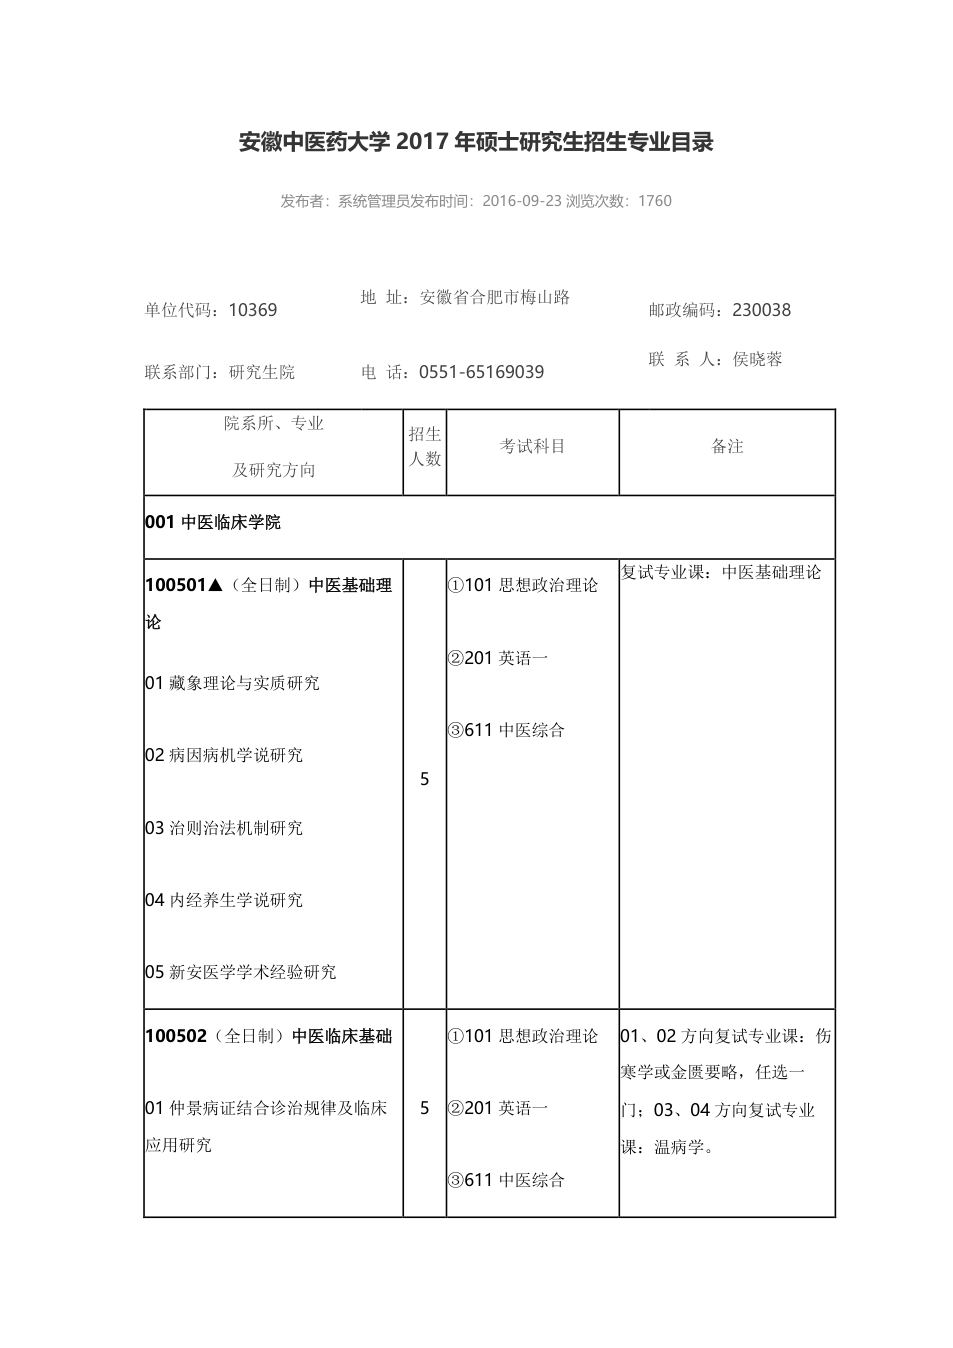 安徽中医药大学 2017 年硕士研究生招生专业目录
发布者：系统管理员发布时间：2016-09-23 浏览次数：1760
单位代码：10369
地 址：安徽省合肥市梅山路
邮政编码：230038
联系部门：研究生院
电 话：0551-65169039
联 系 人：侯晓蓉
院系所、专业
及研究方向
招生
人数
考试科目
备注
001 中医临床学院
100501▲（全日制）中医基础理
论
01 藏象理论与实质研究
02 病因病机学说研究
03 治则治法机制研究
04 内经养生学说研究
05 新安医学学术经验研究
5
①101 思想政治理论
②201 英语一
③611 中医综合
复试专业课：中医基础理论
100502（全日制）中医临床基础
01 仲景病证结合诊治规律及临床
应用研究
5
①101 思想政治理论
②201 英语一
③611 中医综合
01、02 方向复试专业课：伤
寒学或金匮要略，任选一
门；03、04 方向复试专业
课：温病学。